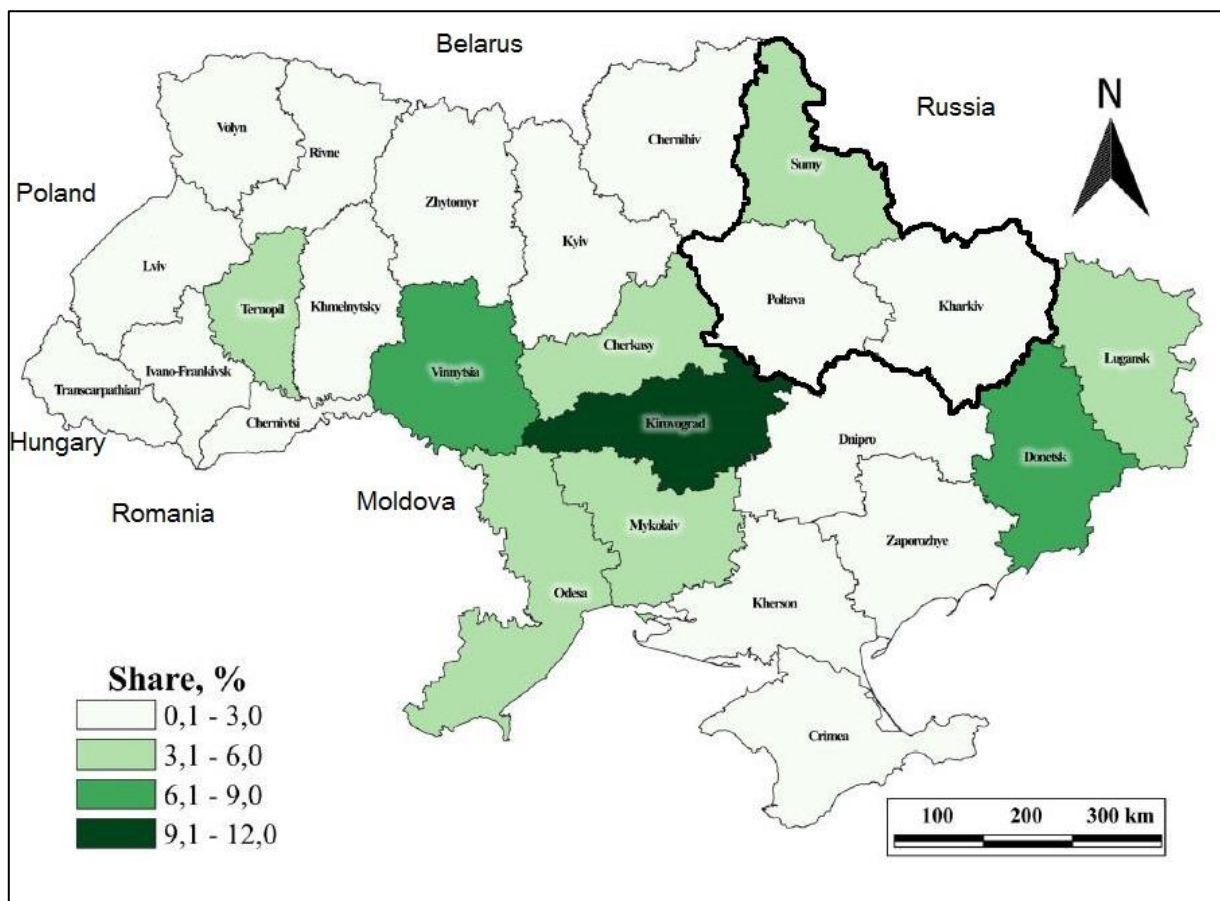 Belarus
Russia
N
Volyn
Rivne
Chernihiv
Sumy
Poland
Zhytomyr
Kyiv
Lviv
Ternopil
Khmelnytsky
Poltava
Kharkiv
Cherkasy
Lugansk
Vinnytsia
Ivano-Frankivsk
Transcarpathian
Chernivtsi
Kirovograd
Hungary
Dnipro
Donetsk
Romania
Moldova
Mykolaiv
Zaporozhye
Odesa
Kherson
Crimea
Share, %
0,1 - 3,0
3,1 - 6,0
6,1 - 9,0
9,1 - 12,0
100 200 300 km